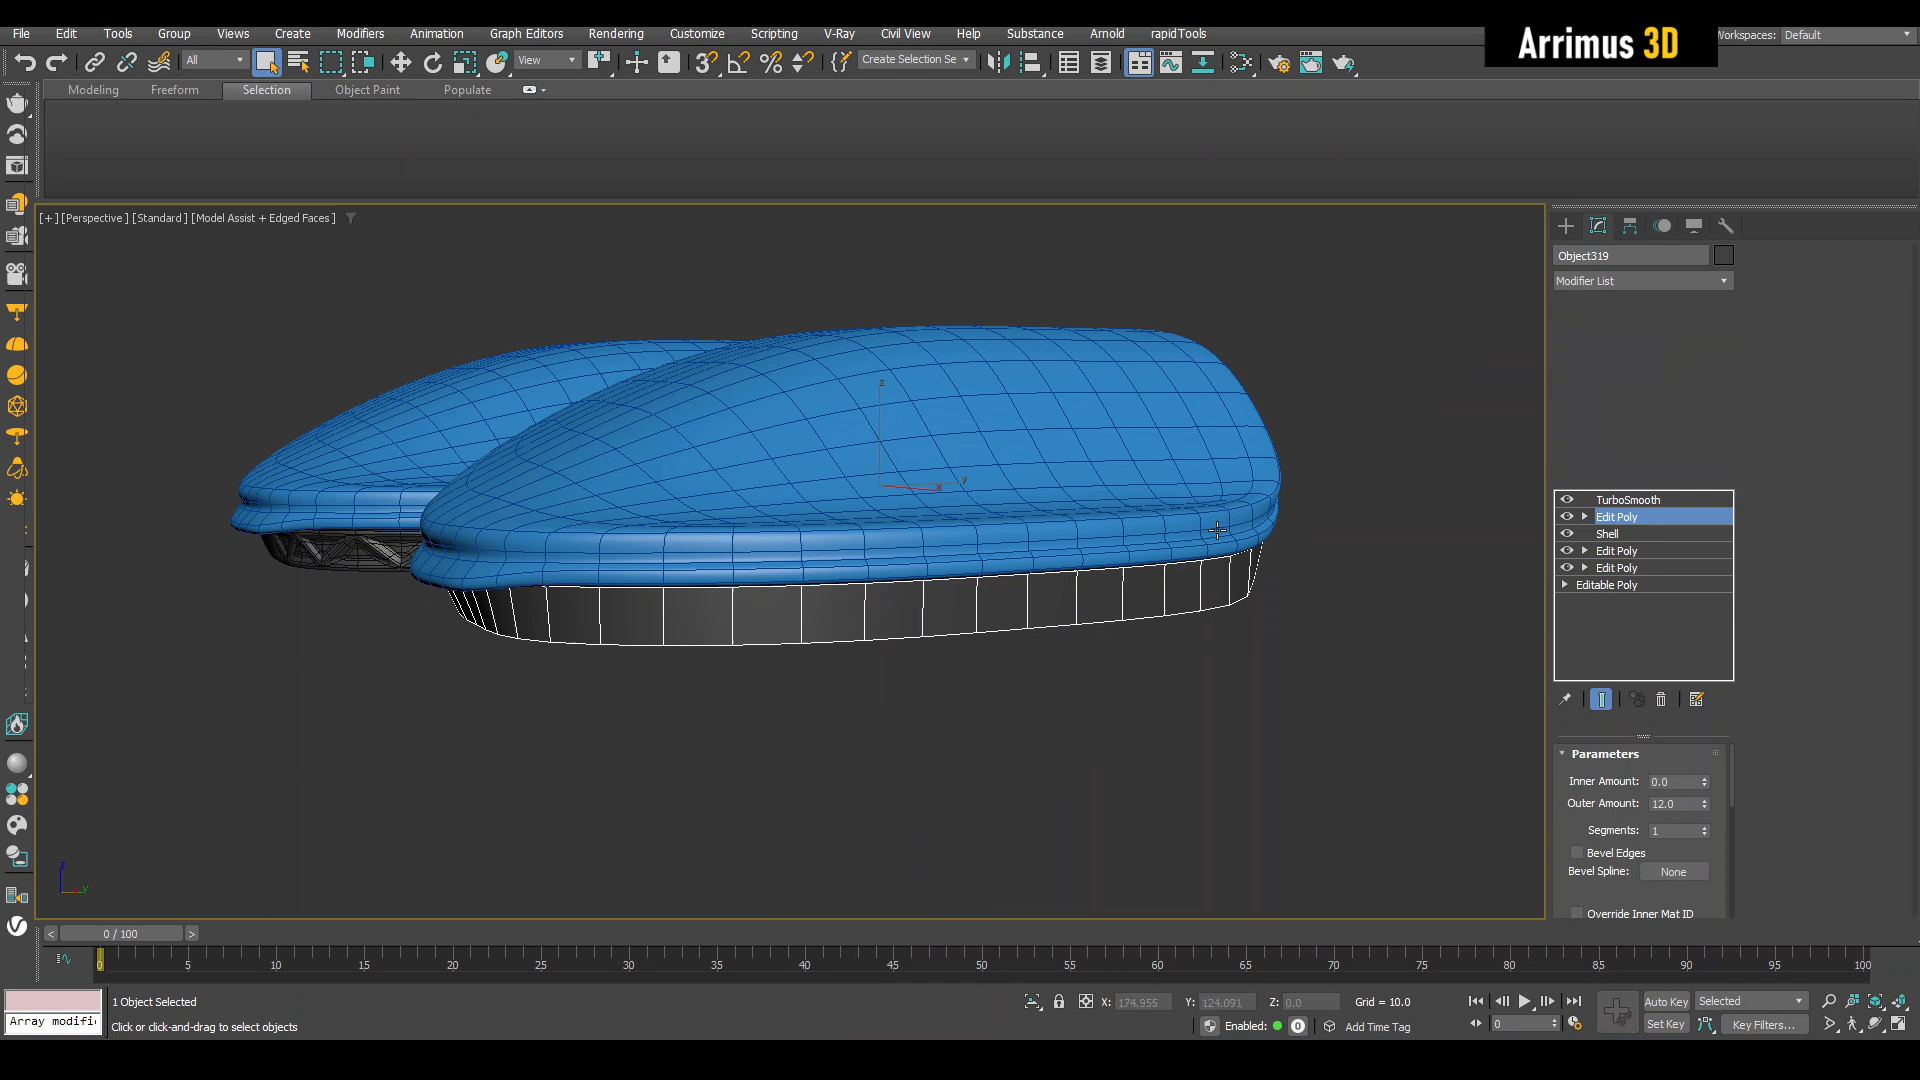 File Edit Tools Group Views Create Modifiers Animation Graph Editors Rendering Customize Scripting V-Ray Civil View Help Substance Arnold rapidTools
Arrimus 3D
Workspaces: Default
All
View
Create Selection Se
Modeling Freeform Selection Object Paint Populate
[+] [Perspective ] [Standard ] [Model Assist + Edged Faces ]
Object319
Modifier List
z
y
x
TurboSmooth
Edit Poly
Shell
Edit Poly
Edit Poly
Editable Poly
Parameters
Inner Amount: 0.0
Outer Amount: 12.0
Segments: 1
Bevel Edges
Bevel Spline: None
Override Inner Mat ID
z
y
< 0 / 100 >
0 5 10 15 20 25 30 35 40 45 50 55 60 65 70 75 80 85 90 95 100
1 Object Selected
X: 174.955 Y: 124.091 Z: 0.0 Grid = 10.0
Auto Key Selected
Array modifi
Click or click-and-drag to select objects
Enabled: 0 Add Time Tag
0
Set Key Key Filters...